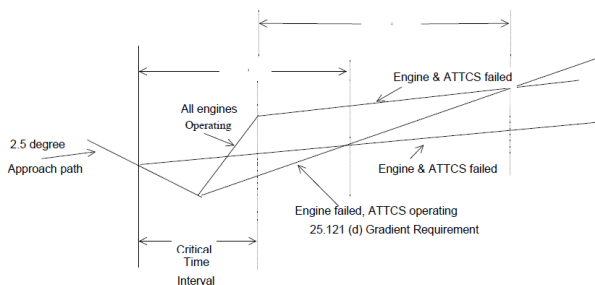 Engine & ATTCS failed
All engines
Operating
2.5 degree
Approach path
Engine & ATTCS failed
Engine failed, ATTCS operating
25.121 (d) Gradient Requirement
Critical
Time
Interval